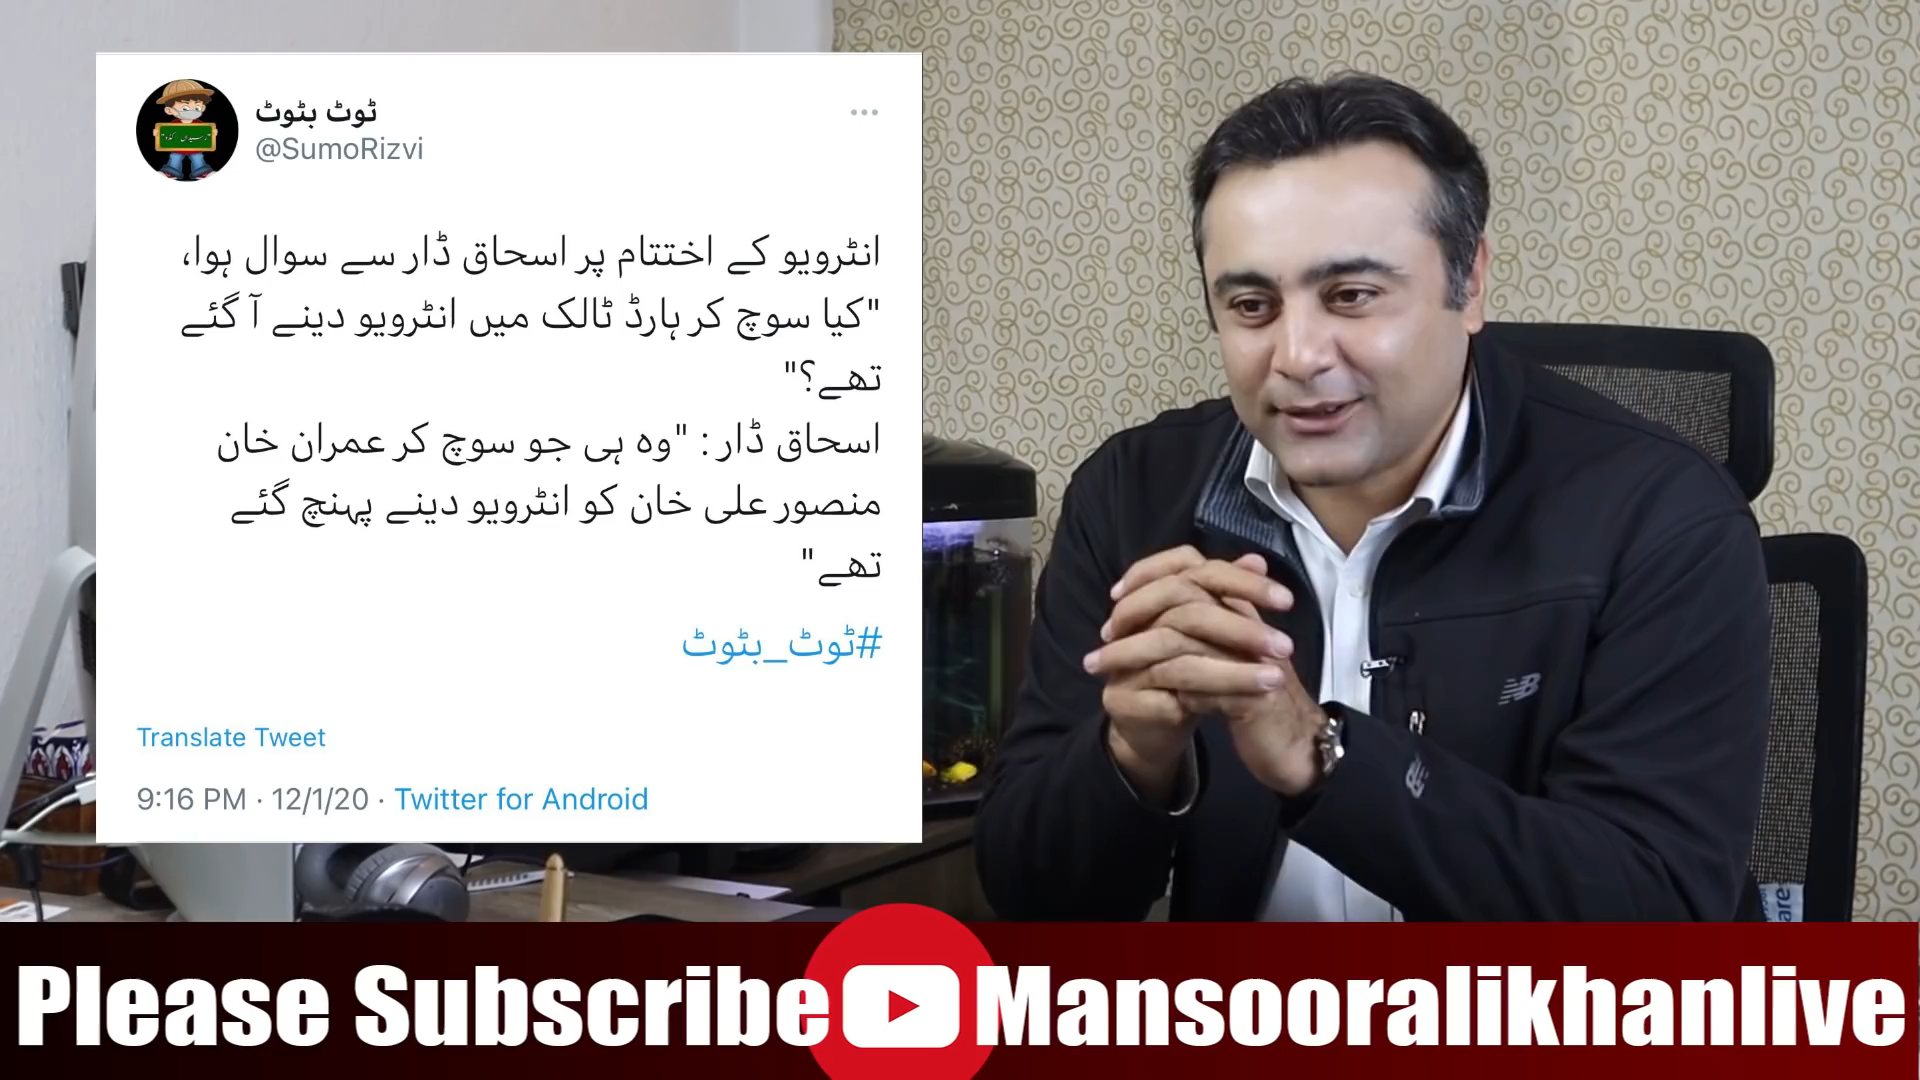 ٹوٹ بٹوٹ
@SumoRizvi
انٹرویو کے اختتام پر اسحاق ڈار سے سوال ہوا،
"کیا سوچ کر ہارڈ ٹالک میں انٹرویو دینے آ گئے
تھے؟"
اسحاق ڈار: "وہ ہی جو سوچ کر عمران خان
منصور علی خان کو انٹرویو دینے پہنچ گئے
تھے"
#ٹوٹ_بٹوٹ
Translate Tweet
9:16 PM · 12/1/20 · Twitter for Android
NB
Please Subscribe Mansooralikhanlive